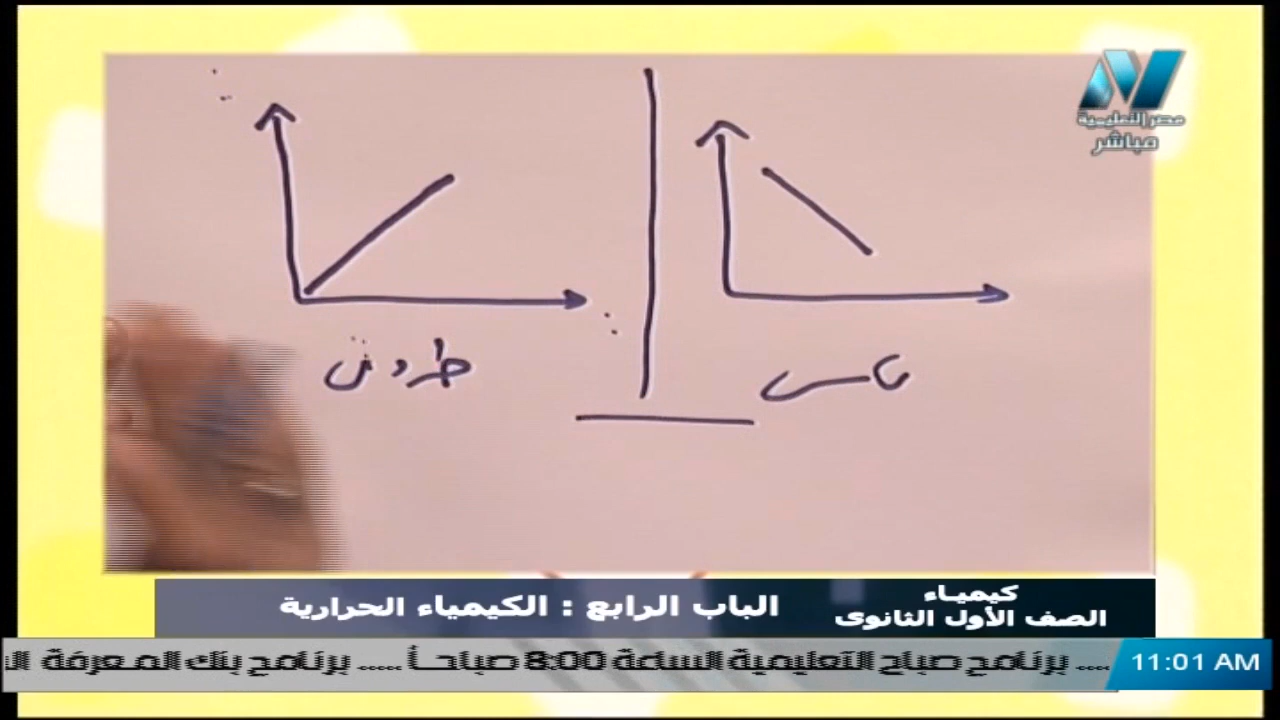 مصر التعليمية
مباشر
كيمياء
الصف الأول الثانوى
الباب الرابع : الكيمياء الحرارية
.... برنامج صباح التعليمية الساعة 8:00 صباحـــاً ..... برنامج بنك المعرفة
11:01 AM